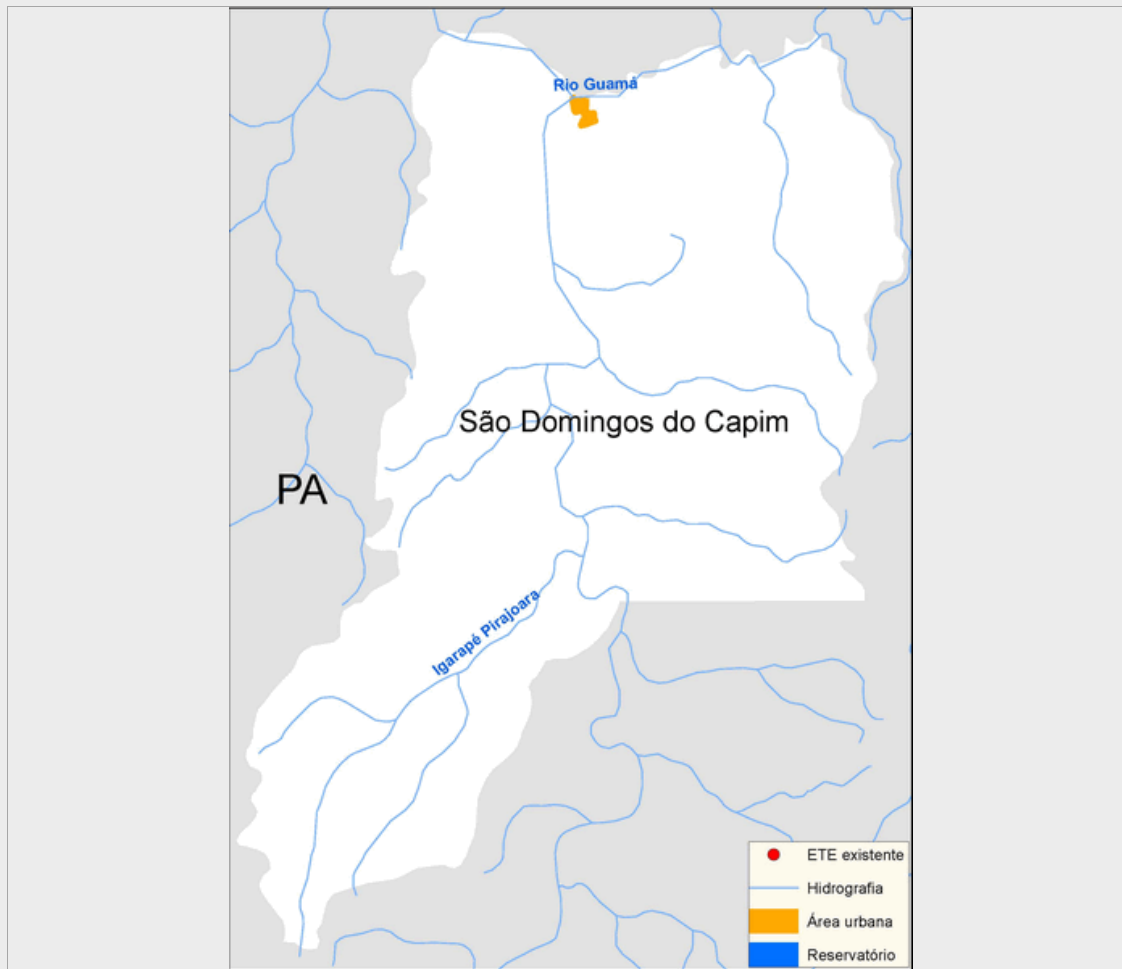 Rio Guamá
São Domingos do Capim
PA
Igarapé Pirajoara
ETE existente
Hidrografia
Área urbana
Reservatório